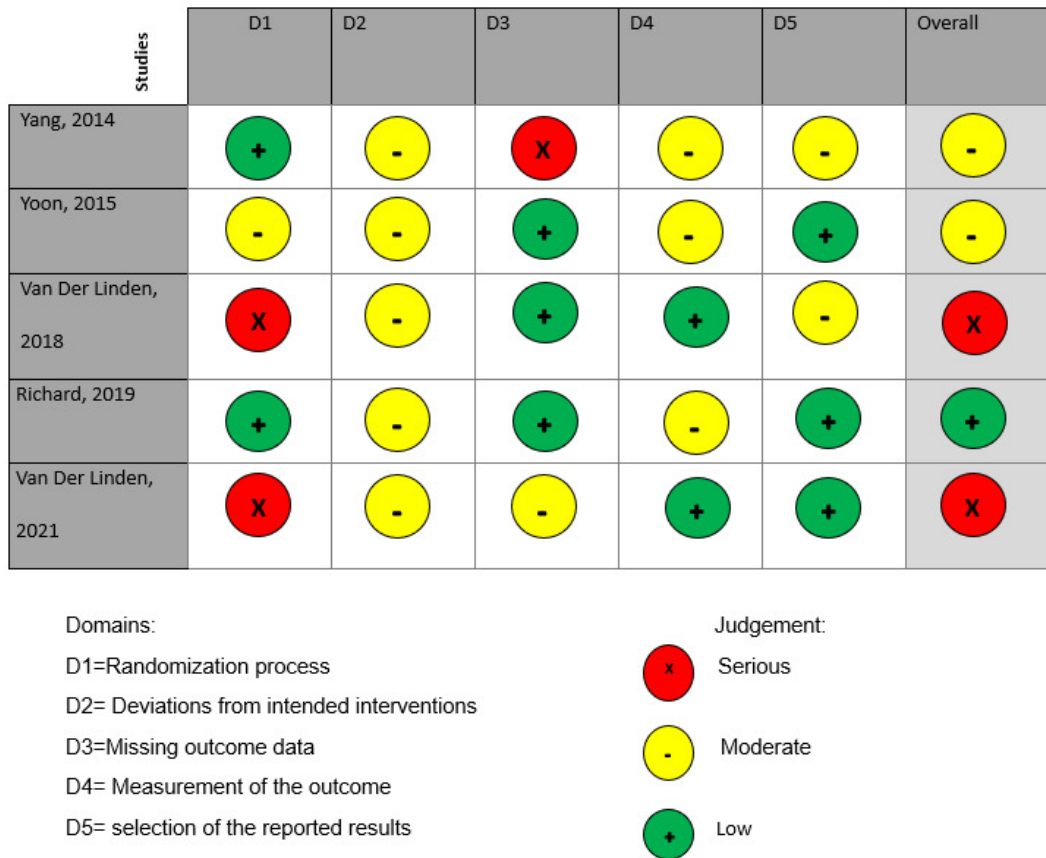 Studies D1 D2 D3 D4 D5 Overall
Yang, 2014 + - X - - -
Yoon, 2015 - - + - + -
Van Der Linden,
2018 X - + + - X
Richard, 2019 + - + - + +
Van Der Linden,
2021 X - - + + X
Domains:
D1=Randomization process
D2= Deviations from intended interventions
D3=Missing outcome data
D4= Measurement of the outcome
D5= selection of the reported results
Judgement:
X Serious
- Moderate
+ Low